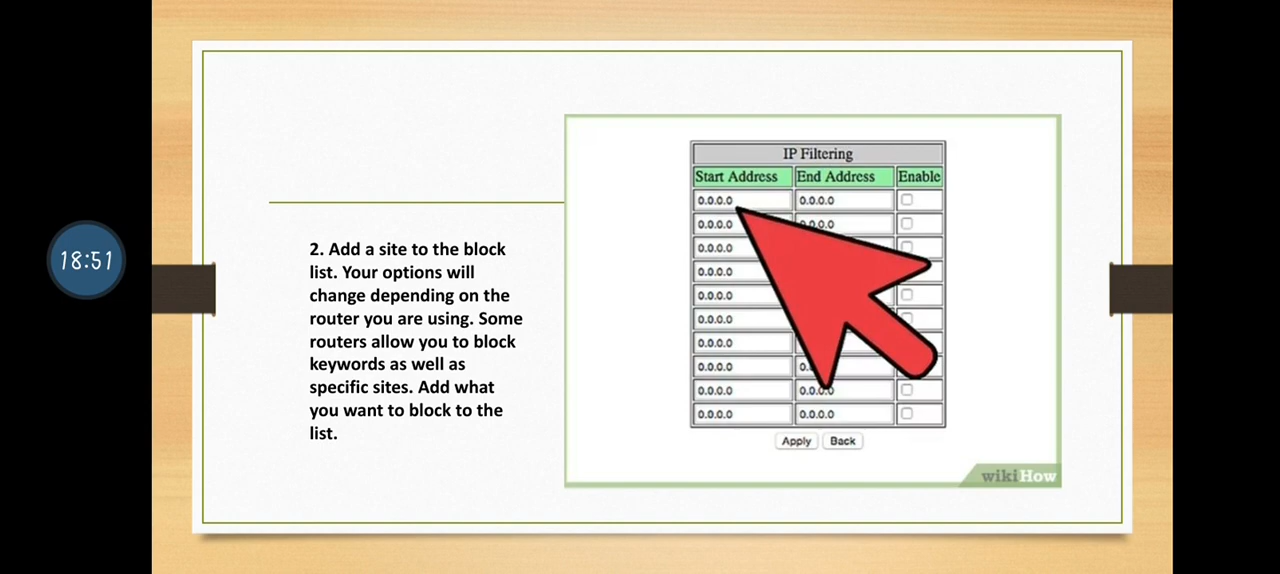 18:51
2. Add a site to the block
list. Your options will
change depending on the
router you are using. Some
routers allow you to block
keywords as well as
specific sites. Add what
you want to block to the
list.
IP Filtering
Start Address End Address Enable
0.0.0.0 0.0.0.0
0.0.0.0
0.0.0.0
0.0.0.0
0.0.0.0
0.0.0.0
0.0.0.0
0.0.0.0
0.0.0.0 0.0.0.0
0.0.0.0 0.0.0.0
Apply Back
wikiHow